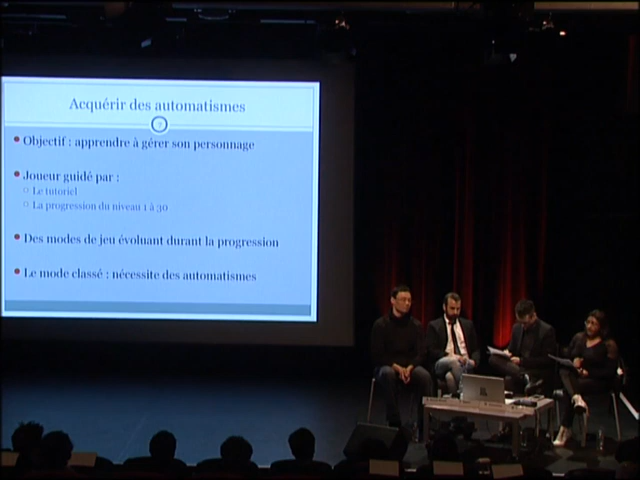 Acquérir des automatismes
7
Objectif : apprendre à gérer son personnage
Joueur guidé par :
Le tutoriel
La progression du niveau 1 à 30
Des modes de jeu évoluant durant la progression
Le mode classé : nécessite des automatismes